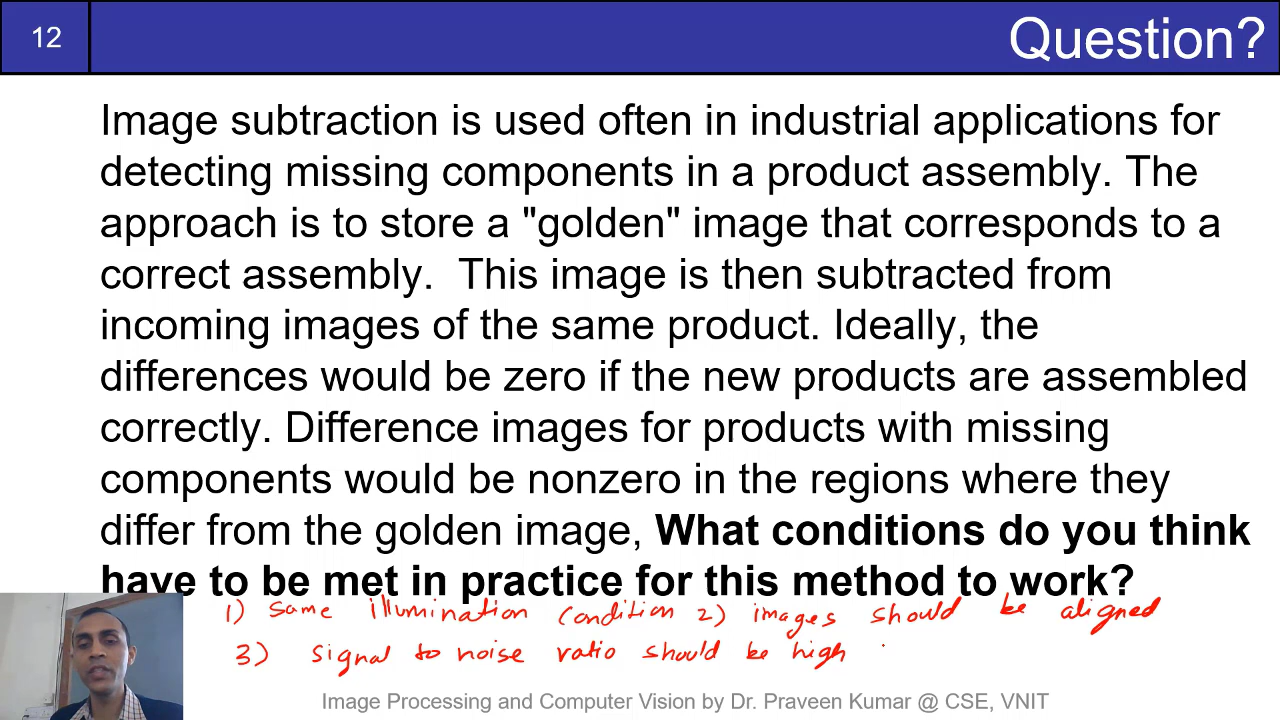 12
Question?
Image subtraction is used often in industrial applications for
detecting missing components in a product assembly. The
approach is to store a "golden" image that corresponds to a
correct assembly.  This image is then subtracted from
incoming images of the same product. Ideally, the
differences would be zero if the new products are assembled
correctly. Difference images for products with missing
components would be nonzero in the regions where they
differ from the golden image, What conditions do you think
have to be met in practice for this method to work?
1) same illumination condition 2) images should be aligned
3) signal to noise ratio should be high
Image Processing and Computer Vision by Dr. Praveen Kumar @ CSE, VNIT